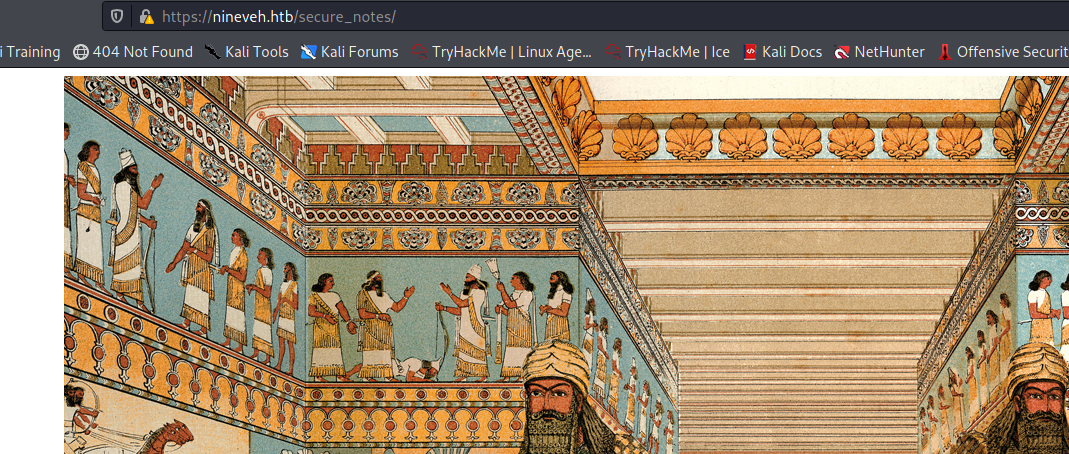 https://nineveh.htb/secure_notes/
i Training 404 Not Found Kali Tools Kali Forums TryHackMe | Linux Age... TryHackMe | Ice Kali Docs NetHunter Offensive Securit